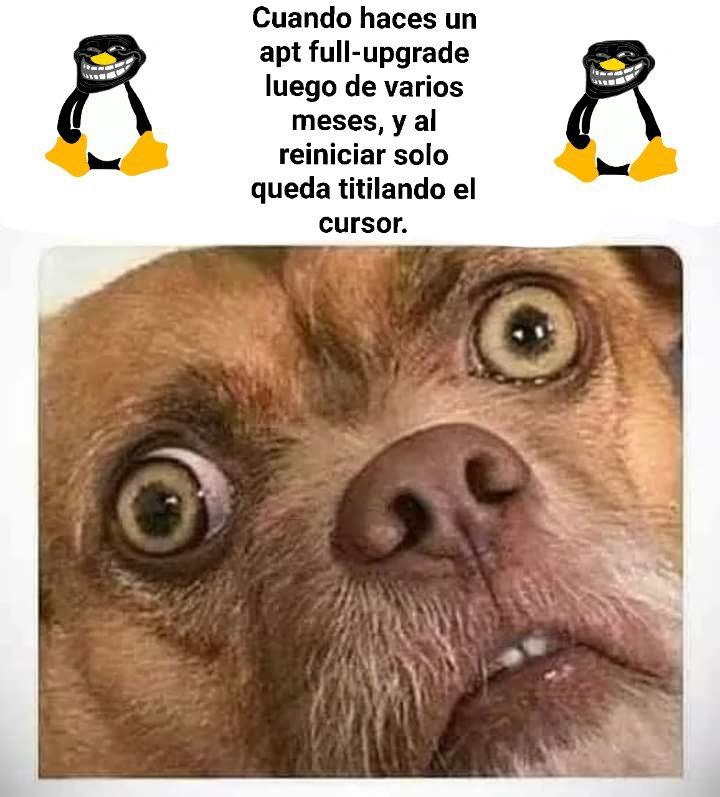 Cuando haces un
apt full-upgrade
luego de varios
meses, y al
reiniciar solo
queda titilando el
cursor.